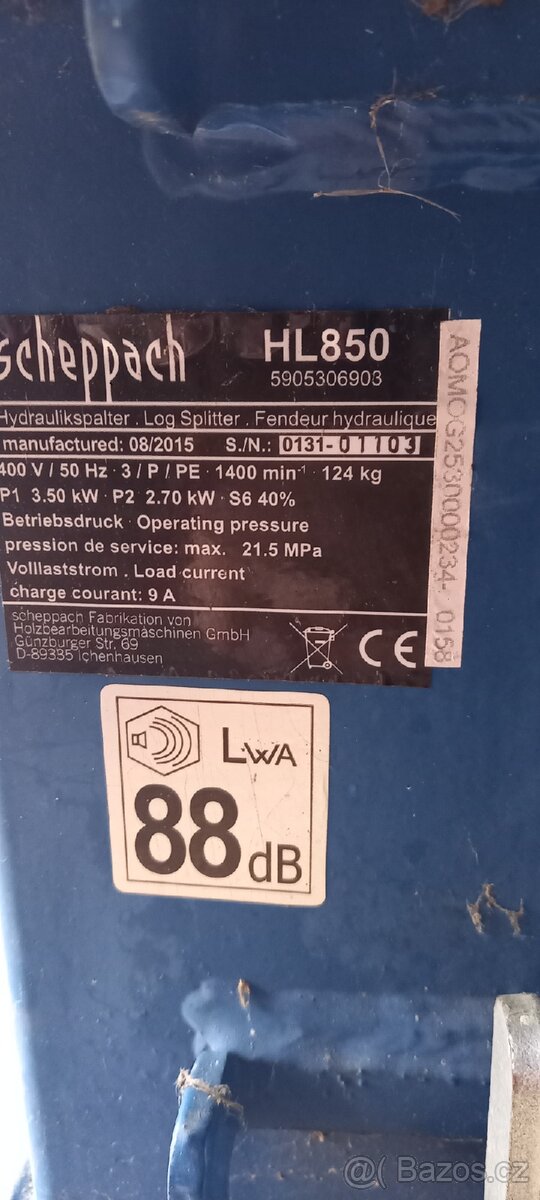 scheppach
HL850
5905306903
Hydraulikspalter . Log Splitter . Fendeur hydraulique
manufactured: 08/2015 S./N.: 0131-01103
400 V / 50 Hz · 3 / P / PE · 1400 min⁻¹ · 124 kg
P1 3.50 kW · P2 2.70 kW · S6 40%
Betriebsdruck · Operating pressure
pression de service: max. 21.5 MPa
Volllaststrom . Load current
charge courant: 9 A
scheppach Fabrikation von
Holzbearbeitungsmaschinen GmbH
Günzburger Str. 69
D-89335 Ichenhausen
CE
AOMOG2530000234- 0158
LWA
88 dB
@ Bazos.cz